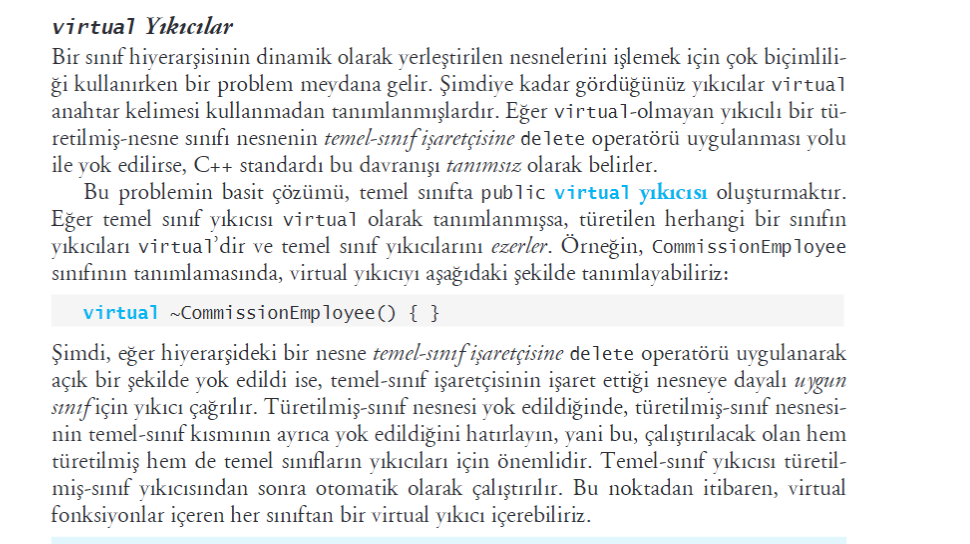 virtual Yıkıcılar
Bir sınıf hiyerarşisinin dinamik olarak yerleştirilen nesnelerini işlemek için çok biçimlili-
ği kullanırken bir problem meydana gelir. Şimdiye kadar gördüğünüz yıkıcılar virtual
anahtar kelimesi kullanmadan tanımlanmışlardır. Eğer virtual-olmayan yıkıcılı bir tü-
retilmiş-nesne sınıfı nesnenin temel-sınıf işaretçisine delete operatörü uygulanması yolu
ile yok edilirse, C++ standardı bu davranışı tanımsız olarak belirler.
Bu problemin basit çözümü, temel sınıfta public virtual yıkıcısı oluşturmaktır.
Eğer temel sınıf yıkıcısı virtual olarak tanımlanmışsa, türetilen herhangi bir sınıfın
yıkıcıları virtual'dir ve temel sınıf yıkıcılarını ezerler. Örneğin, CommissionEmployee
sınıfının tanımlamasında, virtual yıkıcıyı aşağıdaki şekilde tanımlayabiliriz:
virtual ~CommissionEmployee() { }
Şimdi, eğer hiyerarşideki bir nesne temel-sınıf işaretçisine delete operatörü uygulanarak
açık bir şekilde yok edildi ise, temel-sınıf işaretçisinin işaret ettiği nesneye dayalı uygun
sınıf için yıkıcı çağrılır. Türetilmiş-sınıf nesnesi yok edildiğinde, türetilmiş-sınıf nesnesi-
nin temel-sınıf kısmının ayrıca yok edildiğini hatırlayın, yani bu, çalıştırılacak olan hem
türetilmiş hem de temel sınıfların yıkıcıları için önemlidir. Temel-sınıf yıkıcısı türetil-
miş-sınıf yıkıcısından sonra otomatik olarak çalıştırılır. Bu noktadan itibaren, virtual
fonksiyonlar içeren her sınıftan bir virtual yıkıcı içerebiliriz.